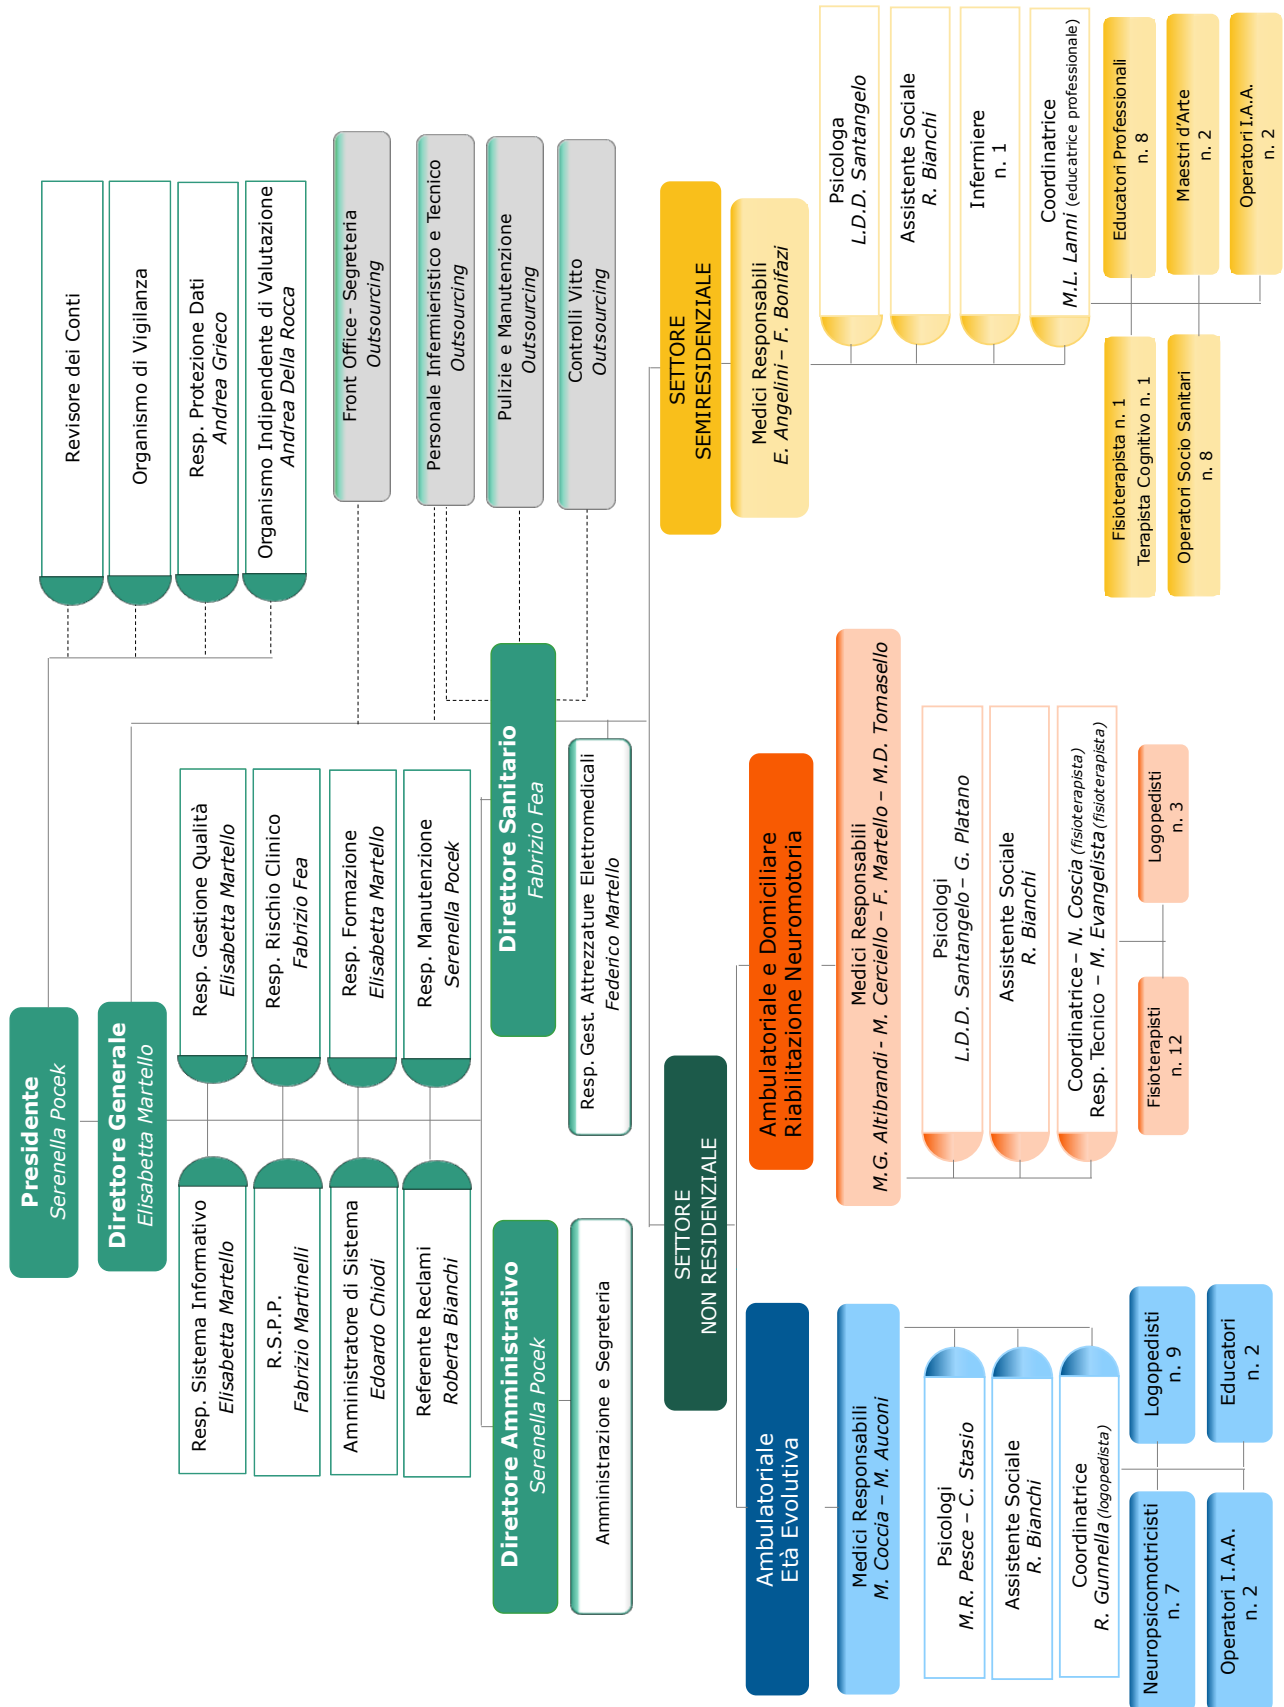 Presidente
Serenella Pocek
Direttore Generale
Elisabetta Martello
Revisore dei Conti
Organismo di Vigilanza
Resp. Protezione Dati
Andrea Grieco
Organismo Indipendente di Valutazione
Andrea Della Rocca
Resp. Sistema Informativo
Elisabetta Martello
Resp. Gestione Qualità
Elisabetta Martello
R.S.P.P.
Fabrizio Martinelli
Resp. Rischio Clinico
Fabrizio Fea
Amministratore di Sistema
Edoardo Chiodi
Resp. Formazione
Elisabetta Martello
Referente Reclami
Roberta Bianchi
Resp. Manutenzione
Serenella Pocek
Front Office - Segreteria
Outsourcing
Personale Infermieristico e Tecnico
Outsourcing
Pulizie e Manutenzione
Outsourcing
Controlli Vitto
Outsourcing
Direttore Amministrativo
Serenella Pocek
Amministrazione e Segreteria
Direttore Sanitario
Fabrizio Fea
Resp. Gest. Attrezzature Elettromedicali
Federico Martello
SETTORE
NON RESIDENZIALE
Ambulatoriale
Età Evolutiva
Medici Responsabili
M. Coccia – M. Auconi
Psicologi
M.R. Pesce – C. Stasio
Assistente Sociale
R. Bianchi
Coordinatrice
R. Gunnella (logopedista)
Neuropsicomotricisti
n. 7
Logopedisti
n. 9
Operatori I.A.A.
n. 2
Educatori
n. 2
Ambulatoriale e Domiciliare
Riabilitazione Neuromotoria
Medici Responsabili
M.G. Altibrandi - M. Cerciello – F. Martello – M.D. Tomasello
Psicologi
L.D.D. Santangelo – G. Platano
Assistente Sociale
R. Bianchi
Coordinatrice – N. Coscia (fisioterapista)
Resp. Tecnico – M. Evangelista (fisioterapista)
Fisioterapisti
n. 12
Logopedisti
n. 3
SETTORE
SEMIRESIDENZIALE
Medici Responsabili
E. Angelini – F. Bonifazi
Psicologa
L.D.D. Santangelo
Assistente Sociale
R. Bianchi
Infermiere
n. 1
Coordinatrice
M.L. Lanni (educatrice professionale)
Fisioterapista n. 1
Terapista Cognitivo n. 1
Educatori Professionali
n. 8
Operatori Socio Sanitari
n. 8
Maestri d'Arte
n. 2
Operatori I.A.A.
n. 2